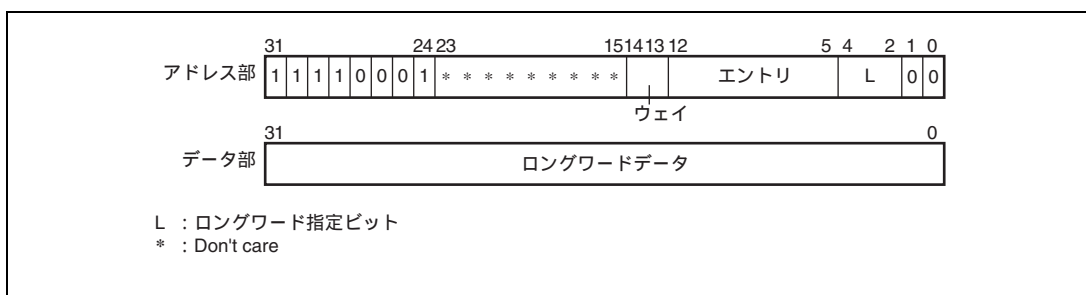 31 24 23 15 14 13 12 5 4 2 1 0
アドレス部 1 1 1 1 0 0 0 1 * * * * * * * * * エントリ L 0 0
ウェイ
31 0
データ部 ロングワードデータ
L : ロングワード指定ビット
* : Don't care